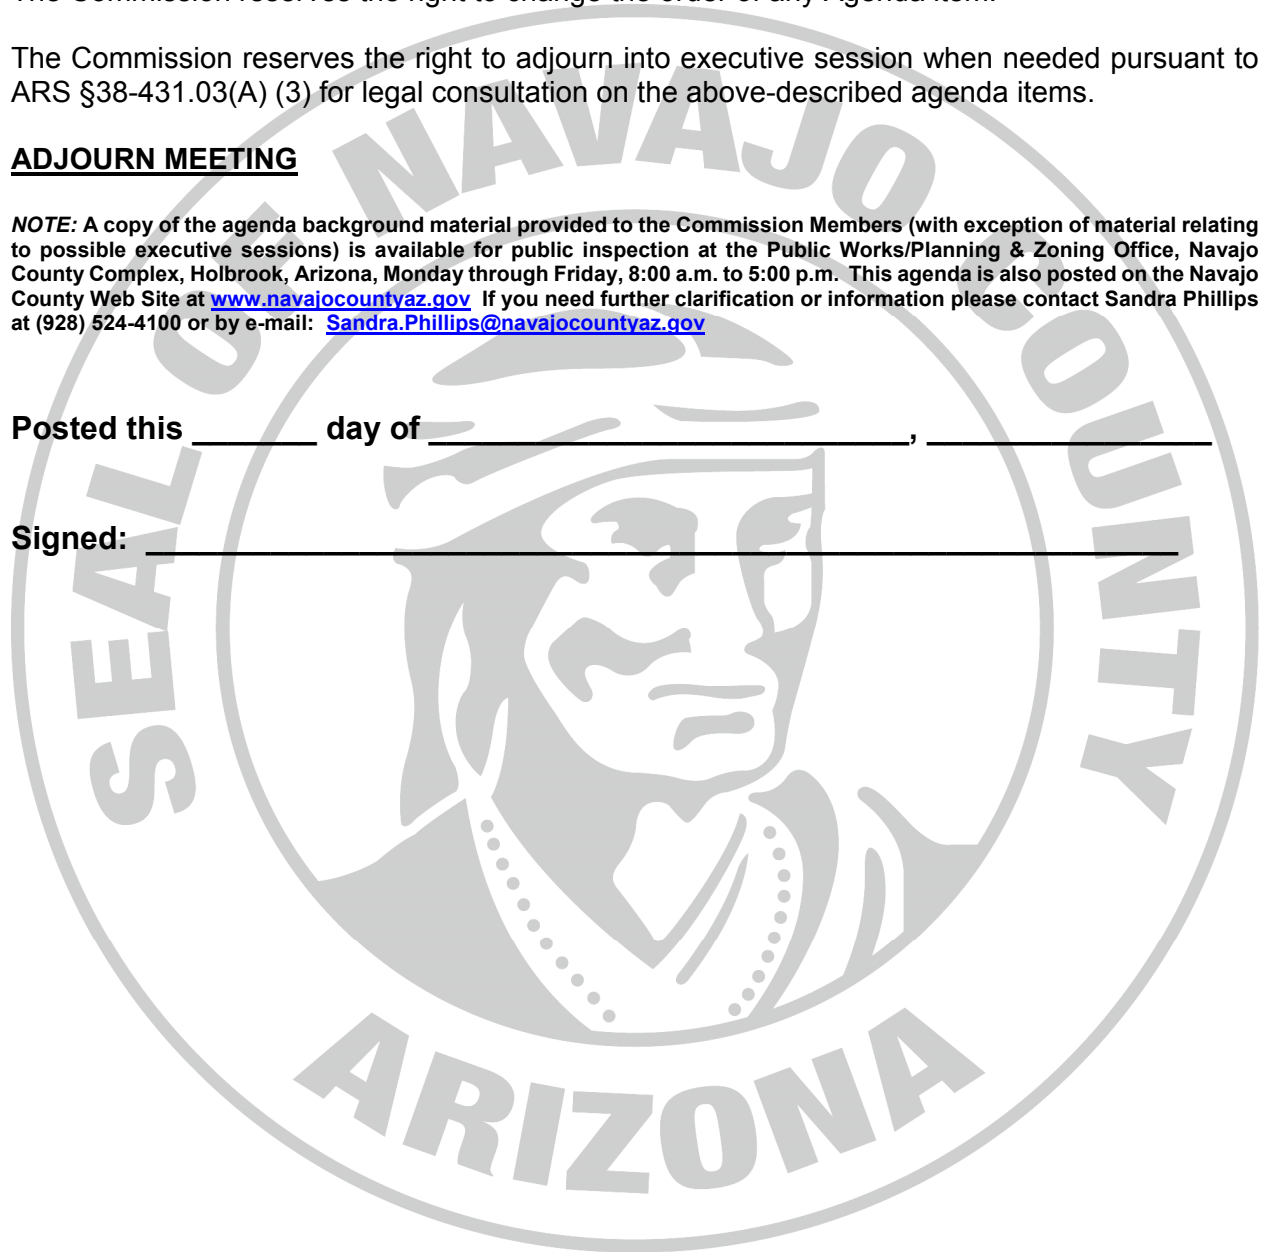 The Commission reserves the right to change the order of any Agenda item.
The Commission reserves the right to adjourn into executive session when needed pursuant to
ARS §38-431.03(A) (3) for legal consultation on the above-described agenda items.
ADJOURN MEETING
NOTE: A copy of the agenda background material provided to the Commission Members (with exception of material relating
to possible executive sessions) is available for public inspection at the Public Works/Planning & Zoning Office, Navajo
County Complex, Holbrook, Arizona, Monday through Friday, 8:00 a.m. to 5:00 p.m. This agenda is also posted on the Navajo
County Web Site at www.navajocountyaz.gov If you need further clarification or information please contact Sandra Phillips
at (928) 524-4100 or by e-mail: Sandra.Phillips@navajocountyaz.gov
Posted this _______ day of ___________________________, ________________
Signed: __________________________________________________________
SEAL OF NAVAJO COUNTY
ARIZONA